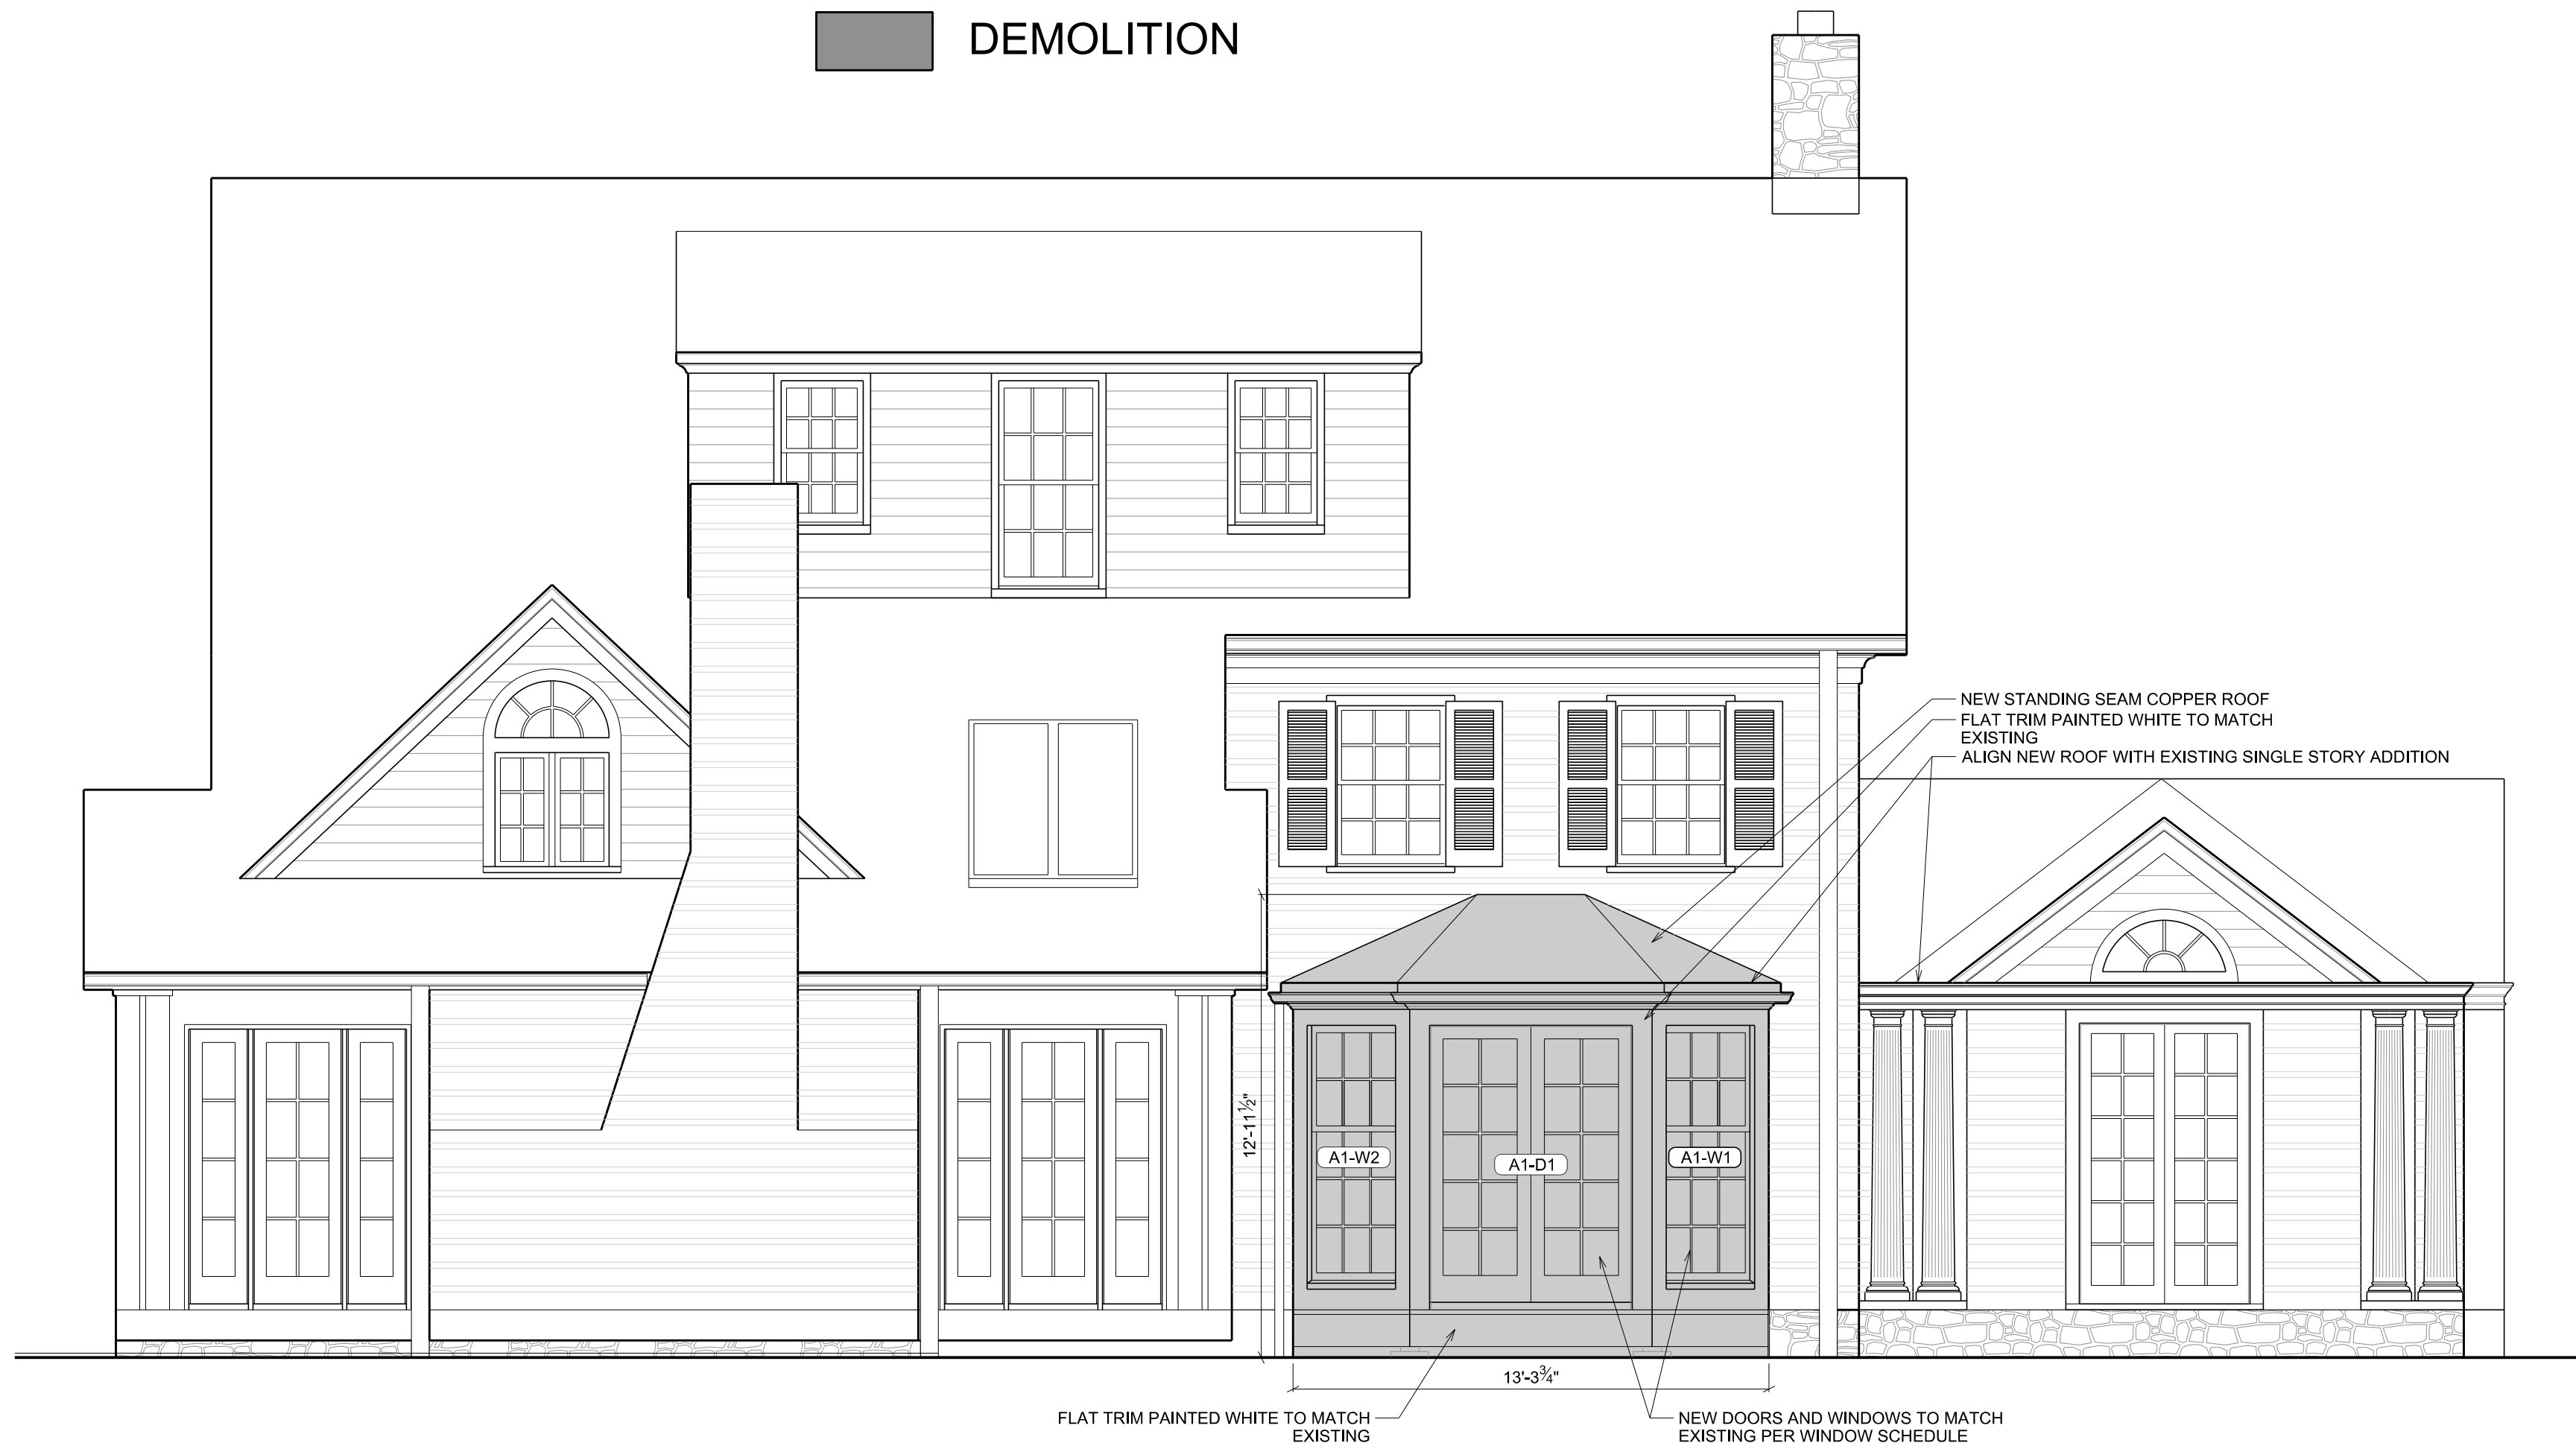 DEMOLITION
NEW STANDING SEAM COPPER ROOF
FLAT TRIM PAINTED WHITE TO MATCH
EXISTING
ALIGN NEW ROOF WITH EXISTING SINGLE STORY ADDITION
12'-11½"
A1-W2
A1-D1
A1-W1
13'-3¾"
FLAT TRIM PAINTED WHITE TO MATCH
EXISTING
NEW DOORS AND WINDOWS TO MATCH
EXISTING PER WINDOW SCHEDULE